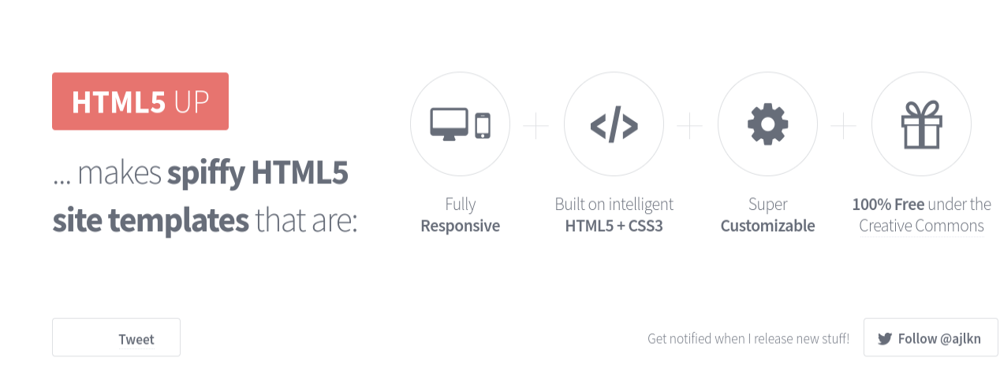 HTML5 UP
... makes spiffy HTML5
site templates that are:
Fully
Responsive
Built on intelligent
HTML5 + CSS3
Super
Customizable
100% Free under the
Creative Commons
Tweet
Get notified when I release new stuff!
Follow @ajlkn